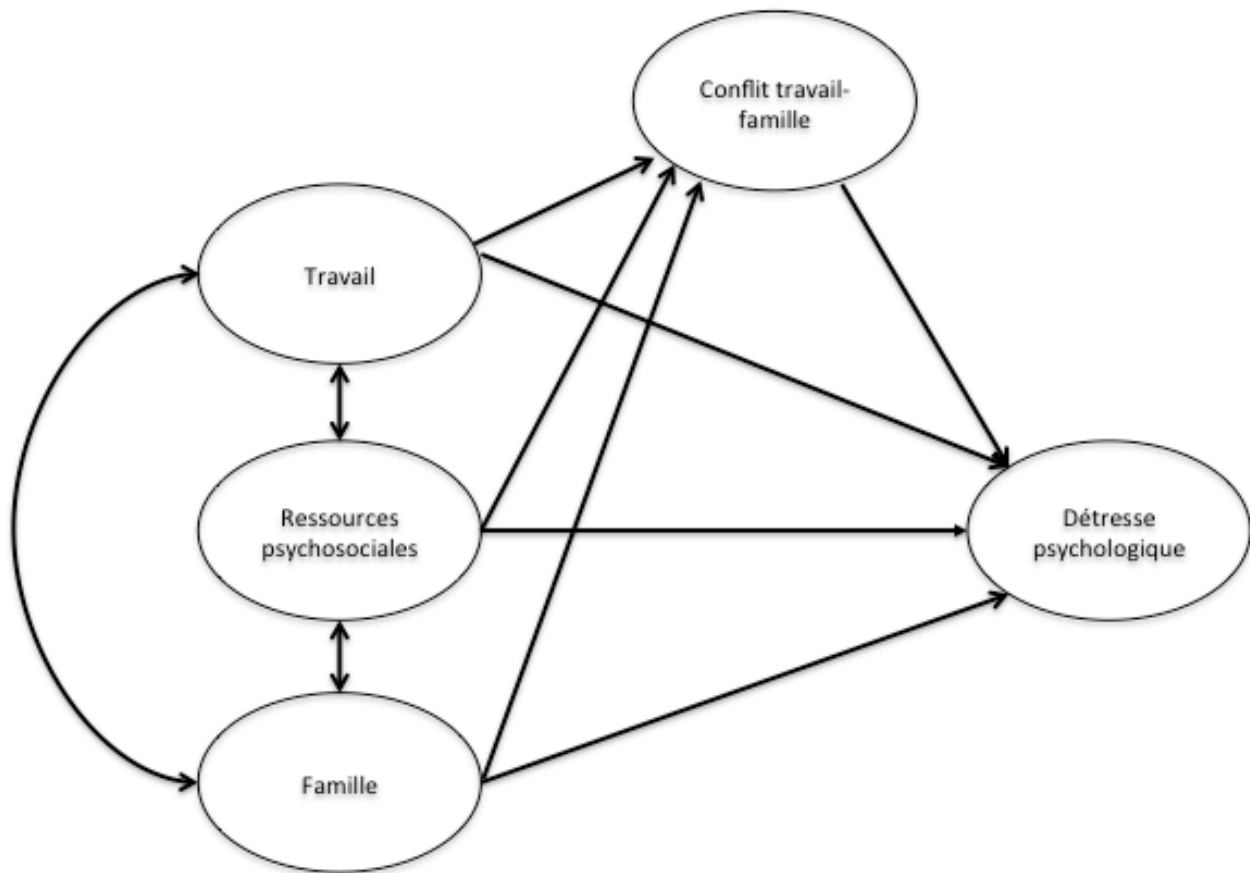 Conflit travail-
famille
Travail
Ressources
psychosociales
Détresse
psychologique
Famille